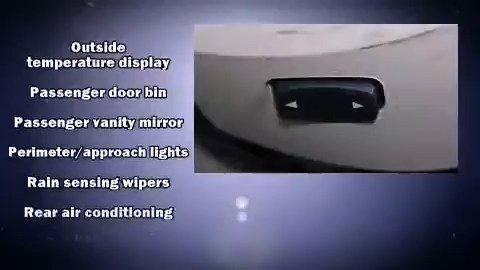 Outside
temperature display
Passenger door bin
Passenger vanity mirror
Perimeter/approach lights
Rain sensing wipers
Rear air conditioning